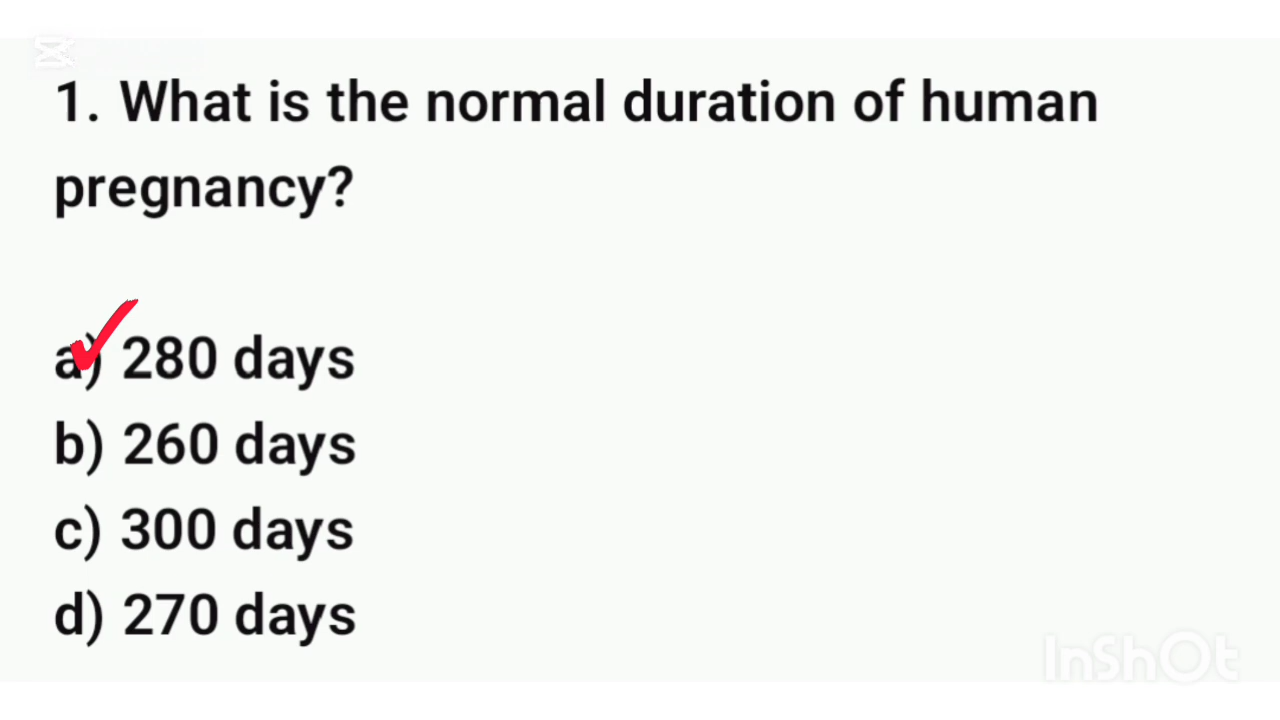 1. What is the normal duration of human
pregnancy?
a) 280 days
b) 260 days
c) 300 days
d) 270 days
InShOt